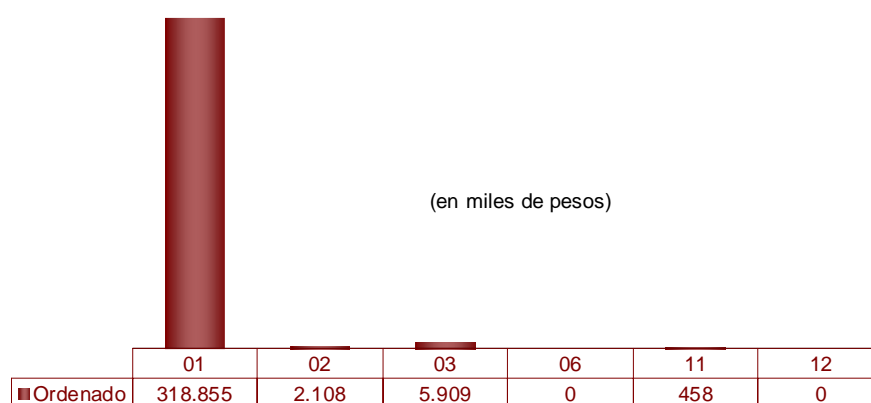 (en miles de pesos)
01 02 03 06 11 12
Ordenado 318.855 2.108 5.909 0 458 0